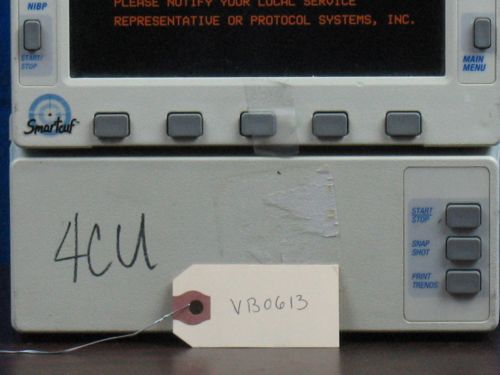 PLEASE NOTIFY YOUR LOCAL SERVICE
REPRESENTATIVE OR PROTOCOL SYSTEMS, INC.
NIBP
START/
STOP
MAIN
MENU
Smartcuf
START
STOP
SNAP
SHOT
PRINT
TRENDS
4CU
VB0613